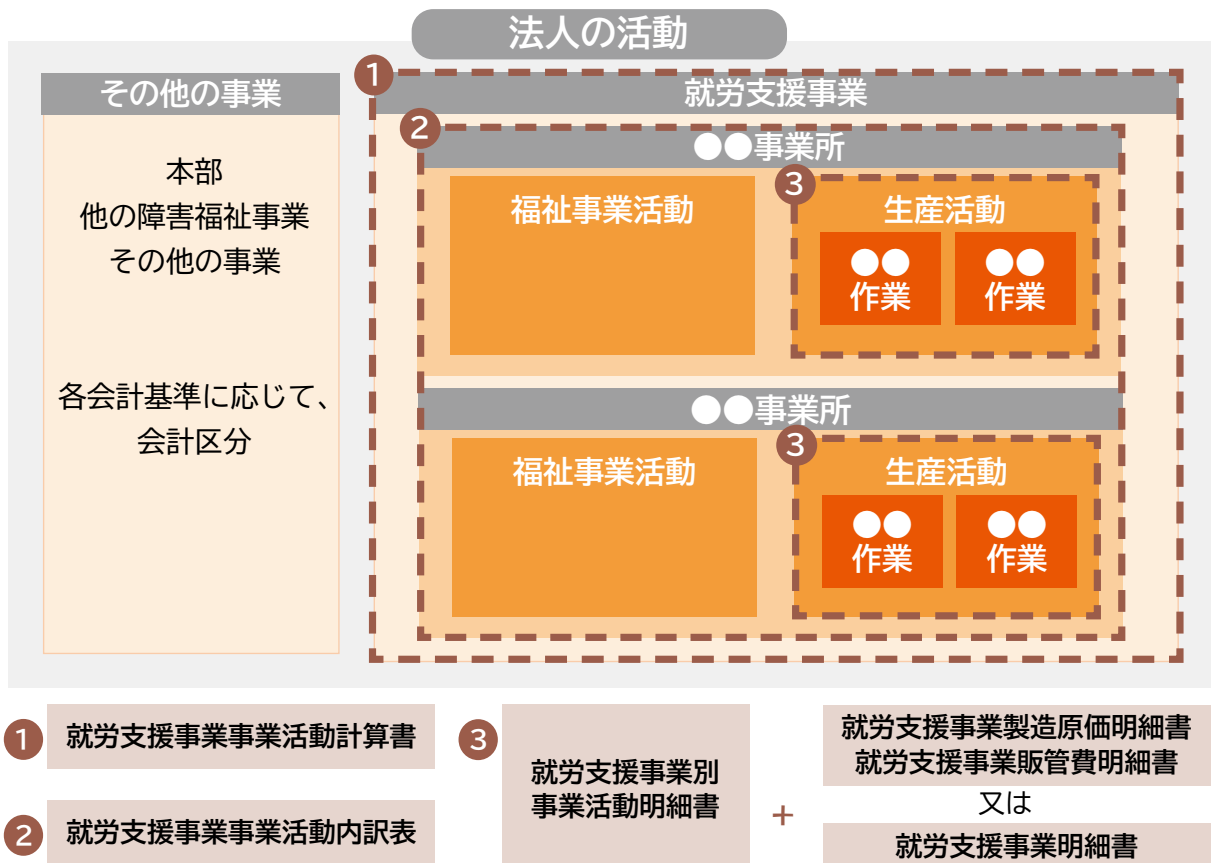 法人の活動
その他の事業
本部
他の障害福祉事業
その他の事業
各会計基準に応じて、
会計区分
1
就労支援事業
2
●●事業所
福祉事業活動
3
生産活動
●●
作業
●●
作業
●●事業所
福祉事業活動
3
生産活動
●●
作業
●●
作業
1
就労支援事業事業活動計算書
2
就労支援事業事業活動内訳表
3
就労支援事業別
事業活動明細書
+
就労支援事業製造原価明細書
就労支援事業販管費明細書
又は
就労支援事業明細書